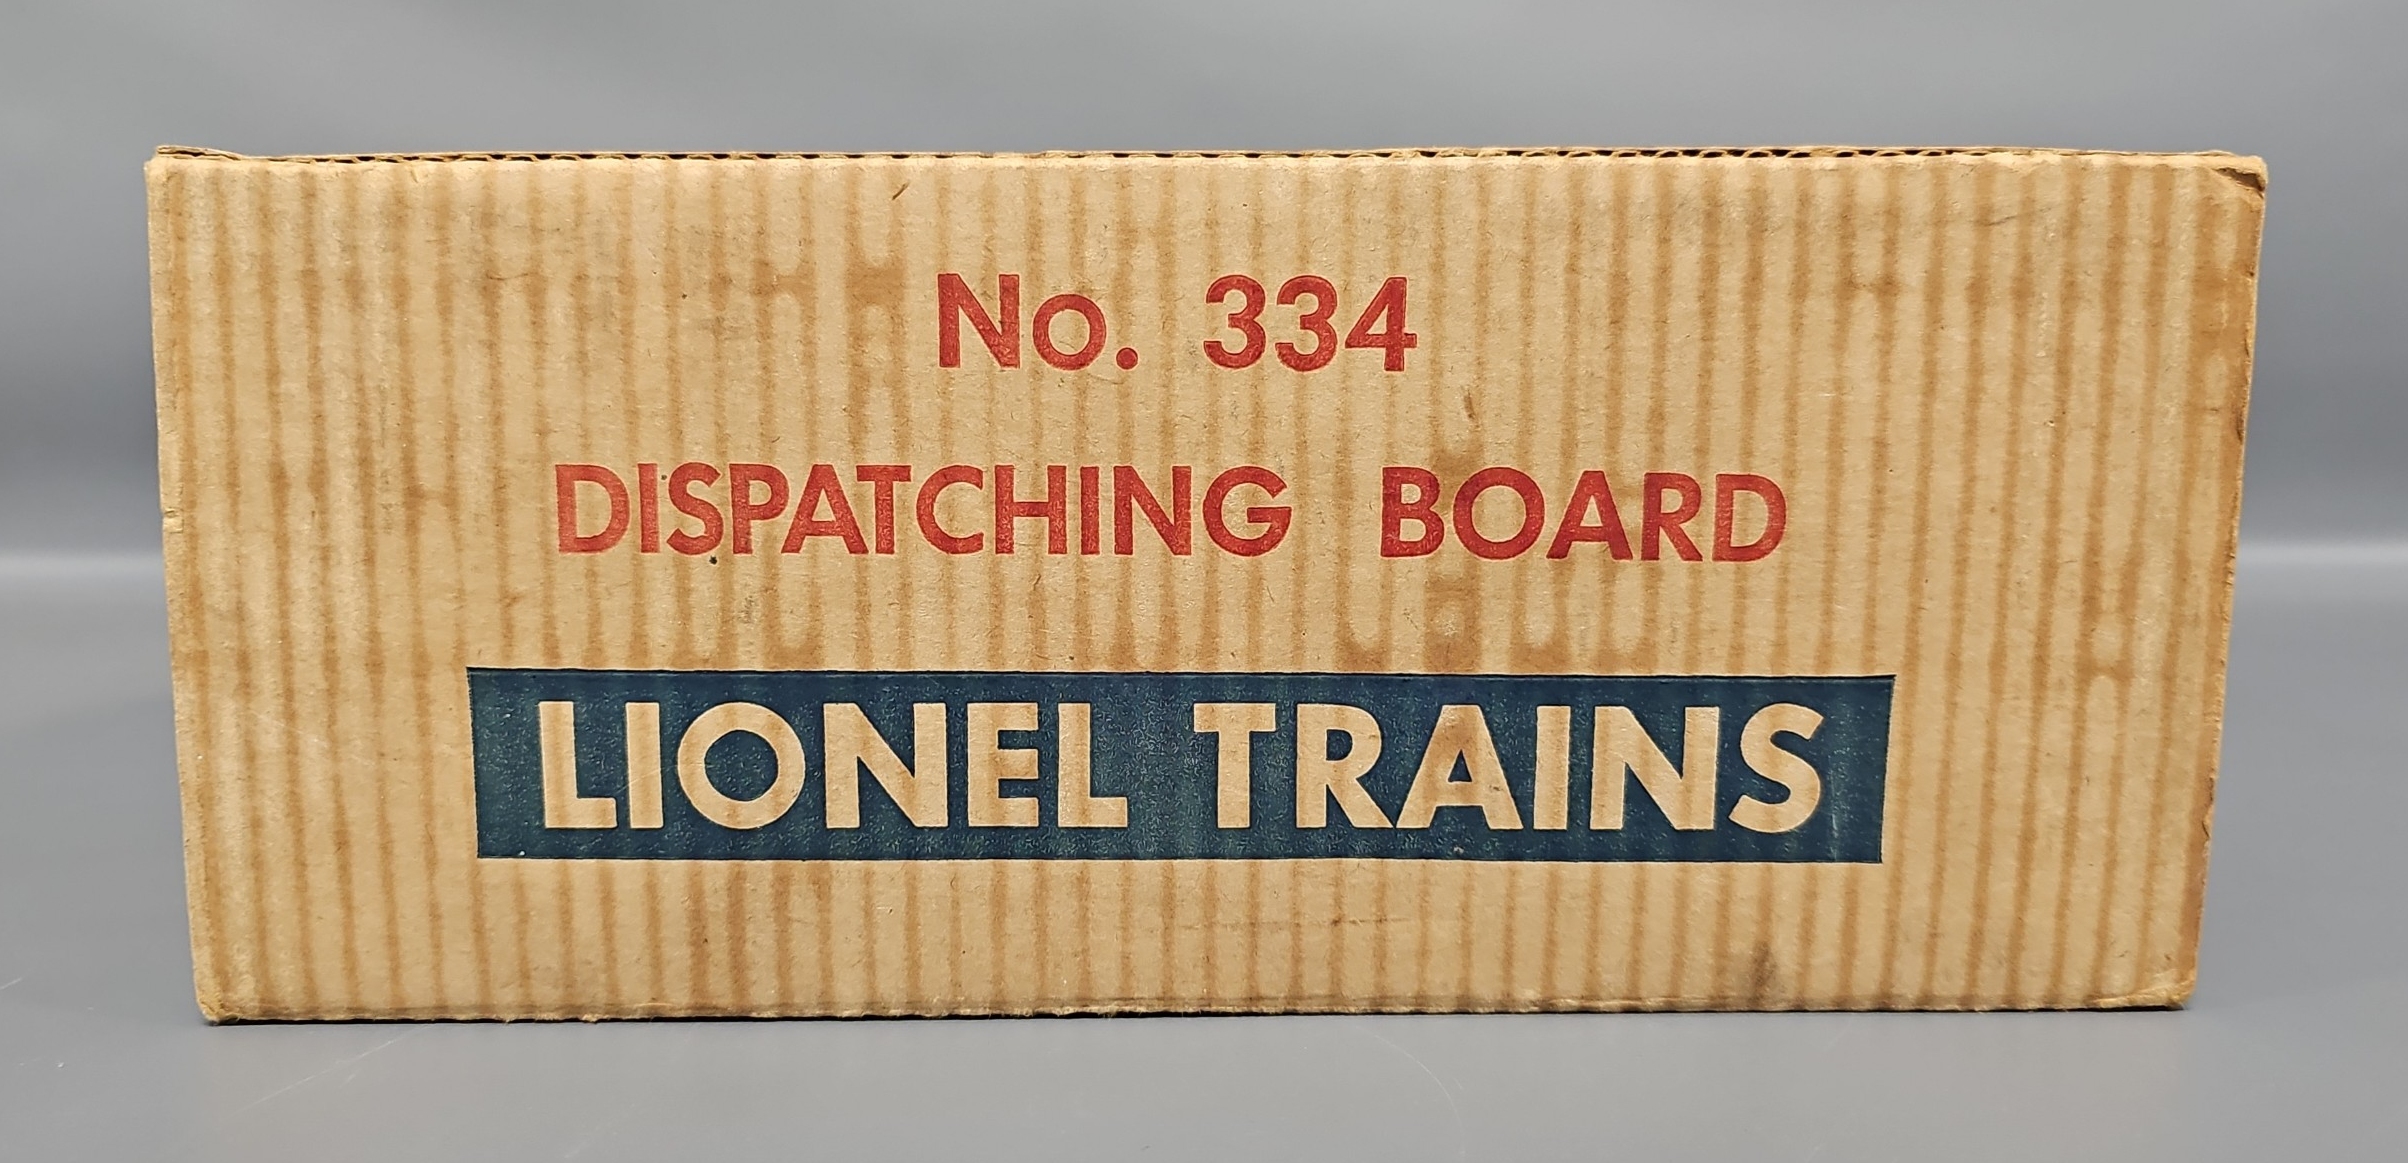 No. 334
DISPATCHING BOARD
LIONEL TRAINS